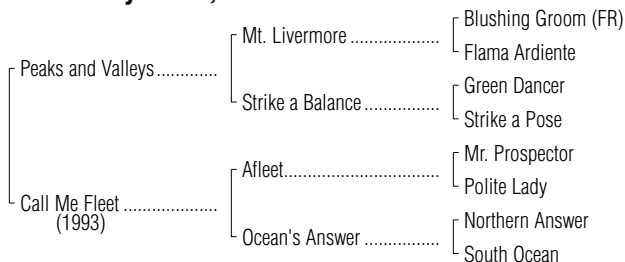 Blushing Groom (FR)
Mt. Livermore ....................
Flama Ardiente
Peaks and Valleys .............
Green Dancer
Strike a Balance .................
Strike a Pose
Mr. Prospector
Afleet...................................
Polite Lady
Call Me Fleet ....................
(1993)
Northern Answer
Ocean's Answer .................
South Ocean